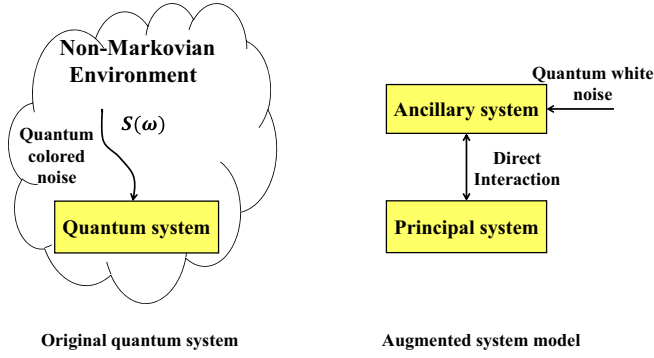 Non-Markovian
Environment
S(ω)
Quantum
colored
noise
Quantum system
Original quantum system
Quantum white
noise
Ancillary system
Direct
Interaction
Principal system
Augmented system model